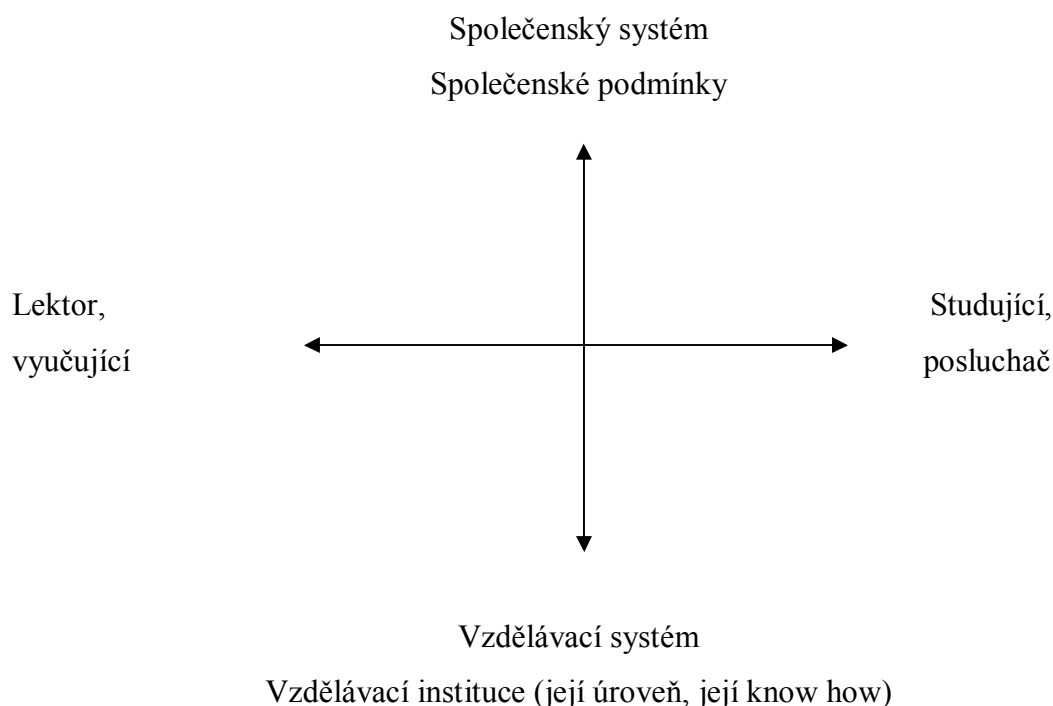 Společenský systém
Společenské podmínky
Lektor,
vyučující
Studující,
posluchač
Vzdělávací systém
Vzdělávací instituce (její úroveň, její know how)